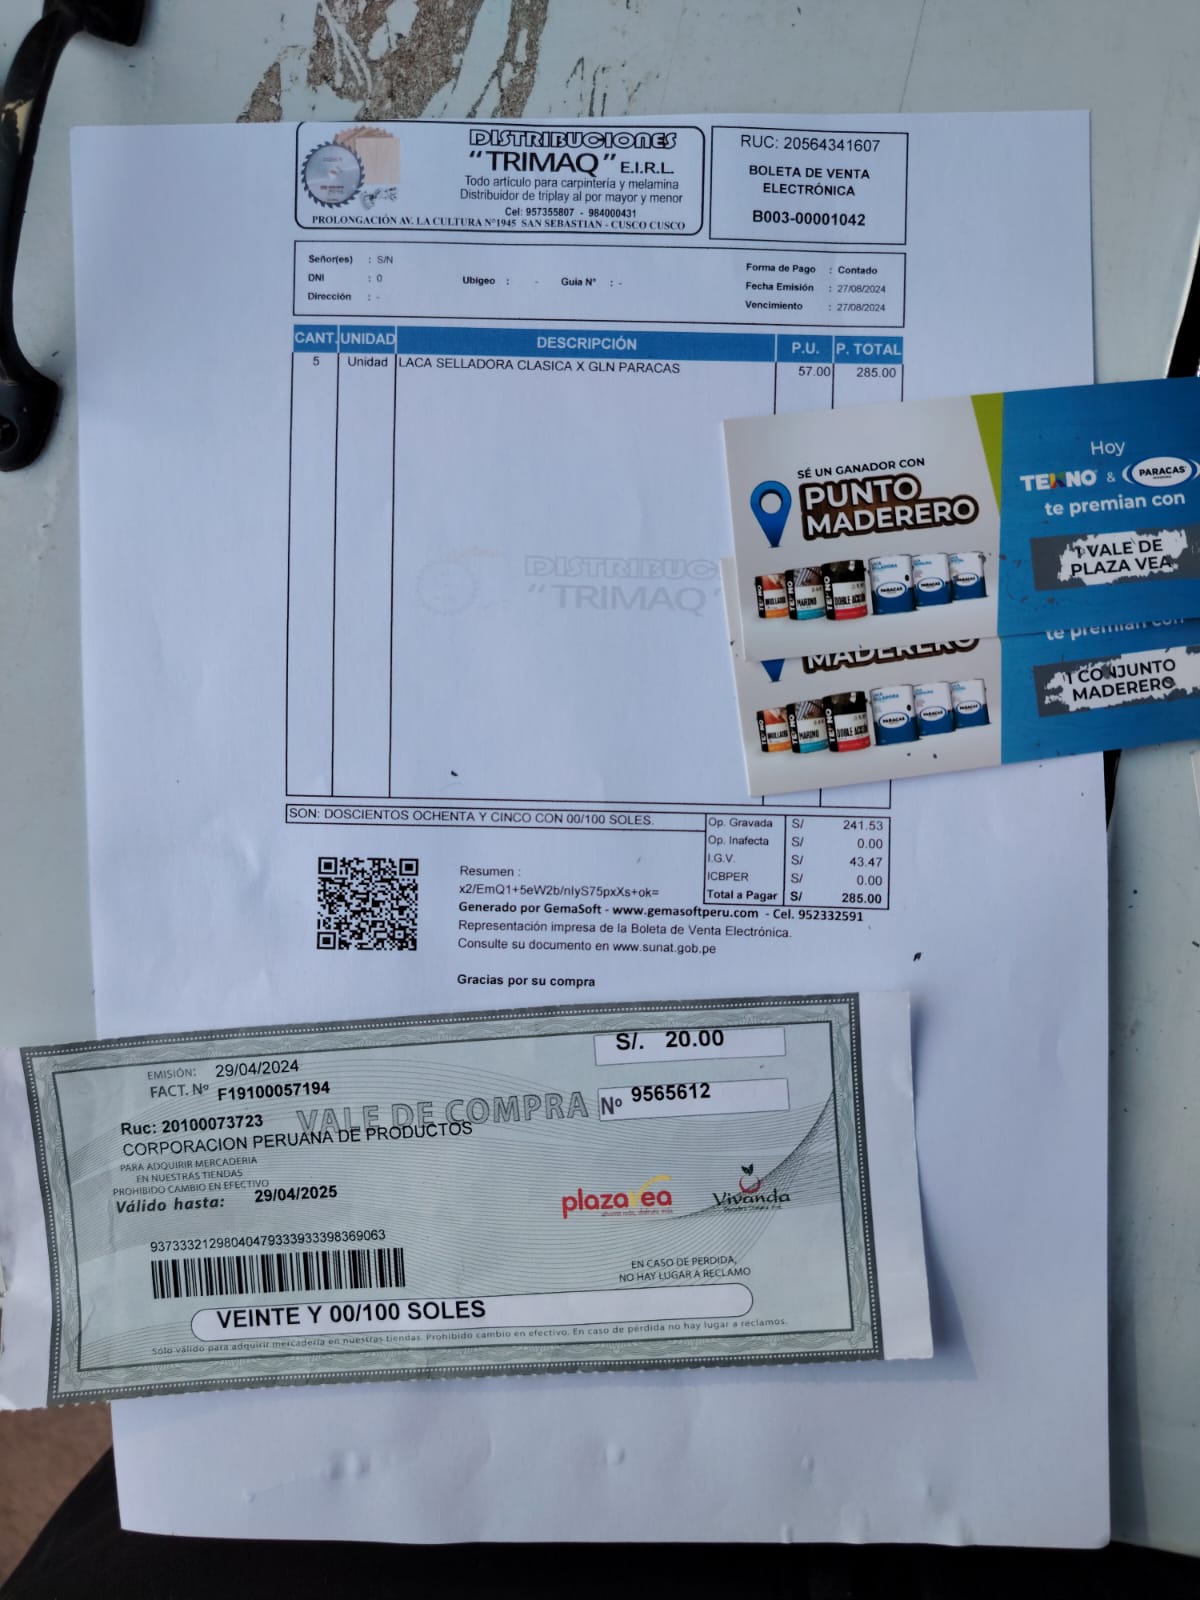 DISTRIBUCIONES
"TRIMAQ" E.I.R.L.
Todo artículo para carpintería y melamina
Distribuidor de triplay al por mayor y menor
Cel: 957355807 - 984000431
PROLONGACIÓN AV. LA CULTURA N°1945 SAN SEBASTIAN - CUSCO CUSCO
RUC: 20564341607
BOLETA DE VENTA
ELECTRÓNICA
B003-00001042
Señor(es) : S/N
DNI : 0
Dirección : -
Ubigeo : - Guia N° : -
Forma de Pago : Contado
Fecha Emisión : 27/08/2024
Vencimiento : 27/08/2024
CANT. UNIDAD DESCRIPCIÓN P.U. P. TOTAL
5 Unidad LACA SELLADORA CLASICA X GLN PARACAS 57.00 285.00
SÉ UN GANADOR CON
PUNTO
MADERERO
Hoy
TEKNO & PARACAS
te premian con
1 VALE DE
PLAZA VEA
MADERERO
te premian con
1 CONJUNTO
MADERERO
DISTRIBUC
"TRIMAQ"
SON: DOSCIENTOS OCHENTA Y CINCO CON 00/100 SOLES.
Op. Gravada S/ 241.53
Op. Inafecta S/ 0.00
I.G.V. S/ 43.47
ICBPER S/ 0.00
Total a Pagar S/ 285.00
Resumen :
x2/EmQ1+5eW2b/nIyS75pxXs+ok=
Generado por GemaSoft - www.gemasoftperu.com - Cel. 952332591
Representación impresa de la Boleta de Venta Electrónica.
Consulte su documento en www.sunat.gob.pe
Gracias por su compra
EMISIÓN: 29/04/2024
FACT. Nº F19100057194
S/. 20.00
VALE DE COMPRA
Nº 9565612
Ruc: 20100073723
CORPORACION PERUANA DE PRODUCTOS
PARA ADQUIRIR MERCADERIA
EN NUESTRAS TIENDAS
PROHIBIDO CAMBIO EN EFECTIVO
Válido hasta: 29/04/2025
plazaVea
Vivanda
9373332129804047933393339836​9063
EN CASO DE PERDIDA,
NO HAY LUGAR A RECLAMO
VEINTE Y 00/100 SOLES
Sólo válido para adquirir mercadería en nuestras tiendas. Prohibido cambio en efectivo. En caso de pérdida no hay lugar a reclamos.